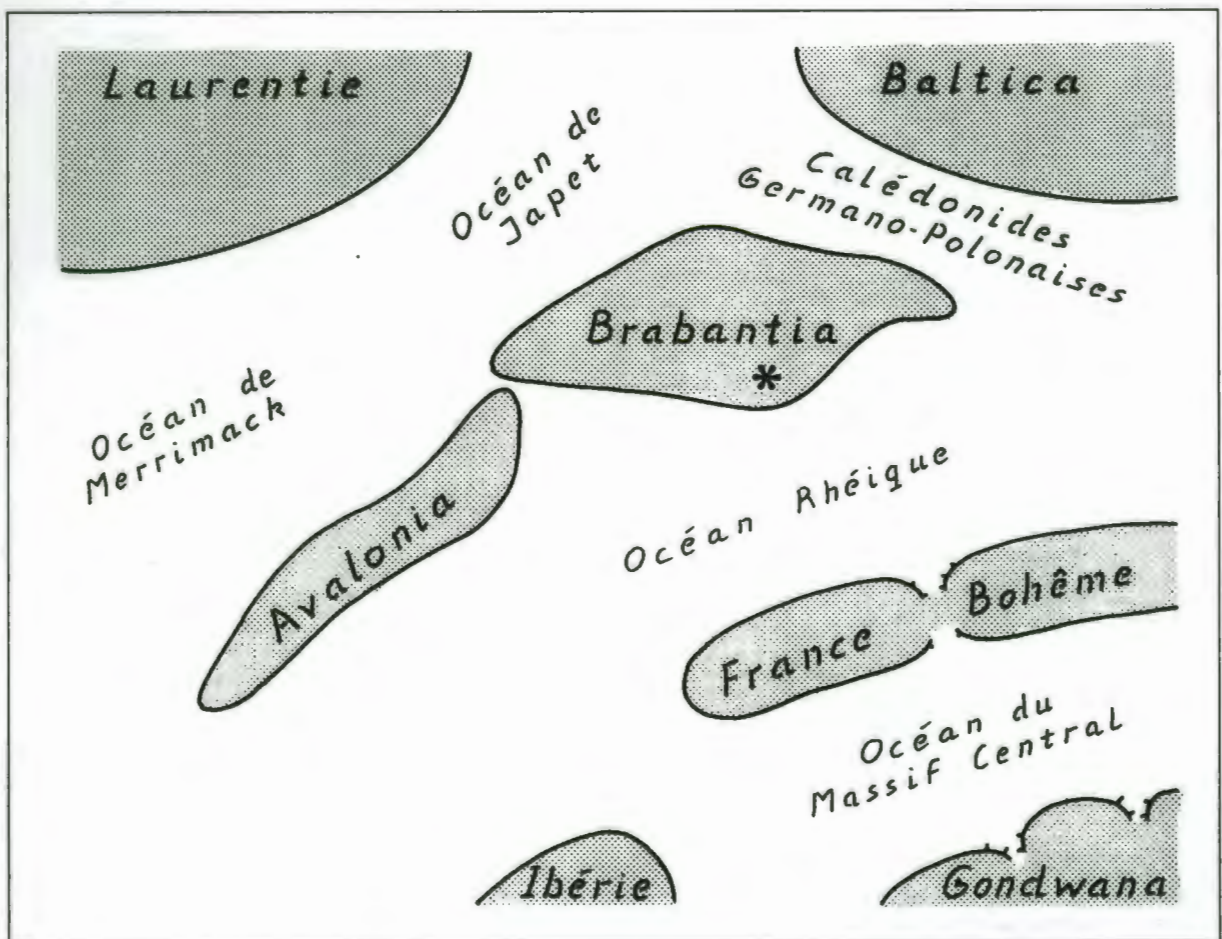 Laurentie
Baltica
Océan de
Japet
Calédonides
Germano-Polonaises
Brabantia
*
Océan de
Merrimack
Avalonia
Océan Rhéique
France
Bohême
Océan du
Massif Central
Ibérie
Gondwana